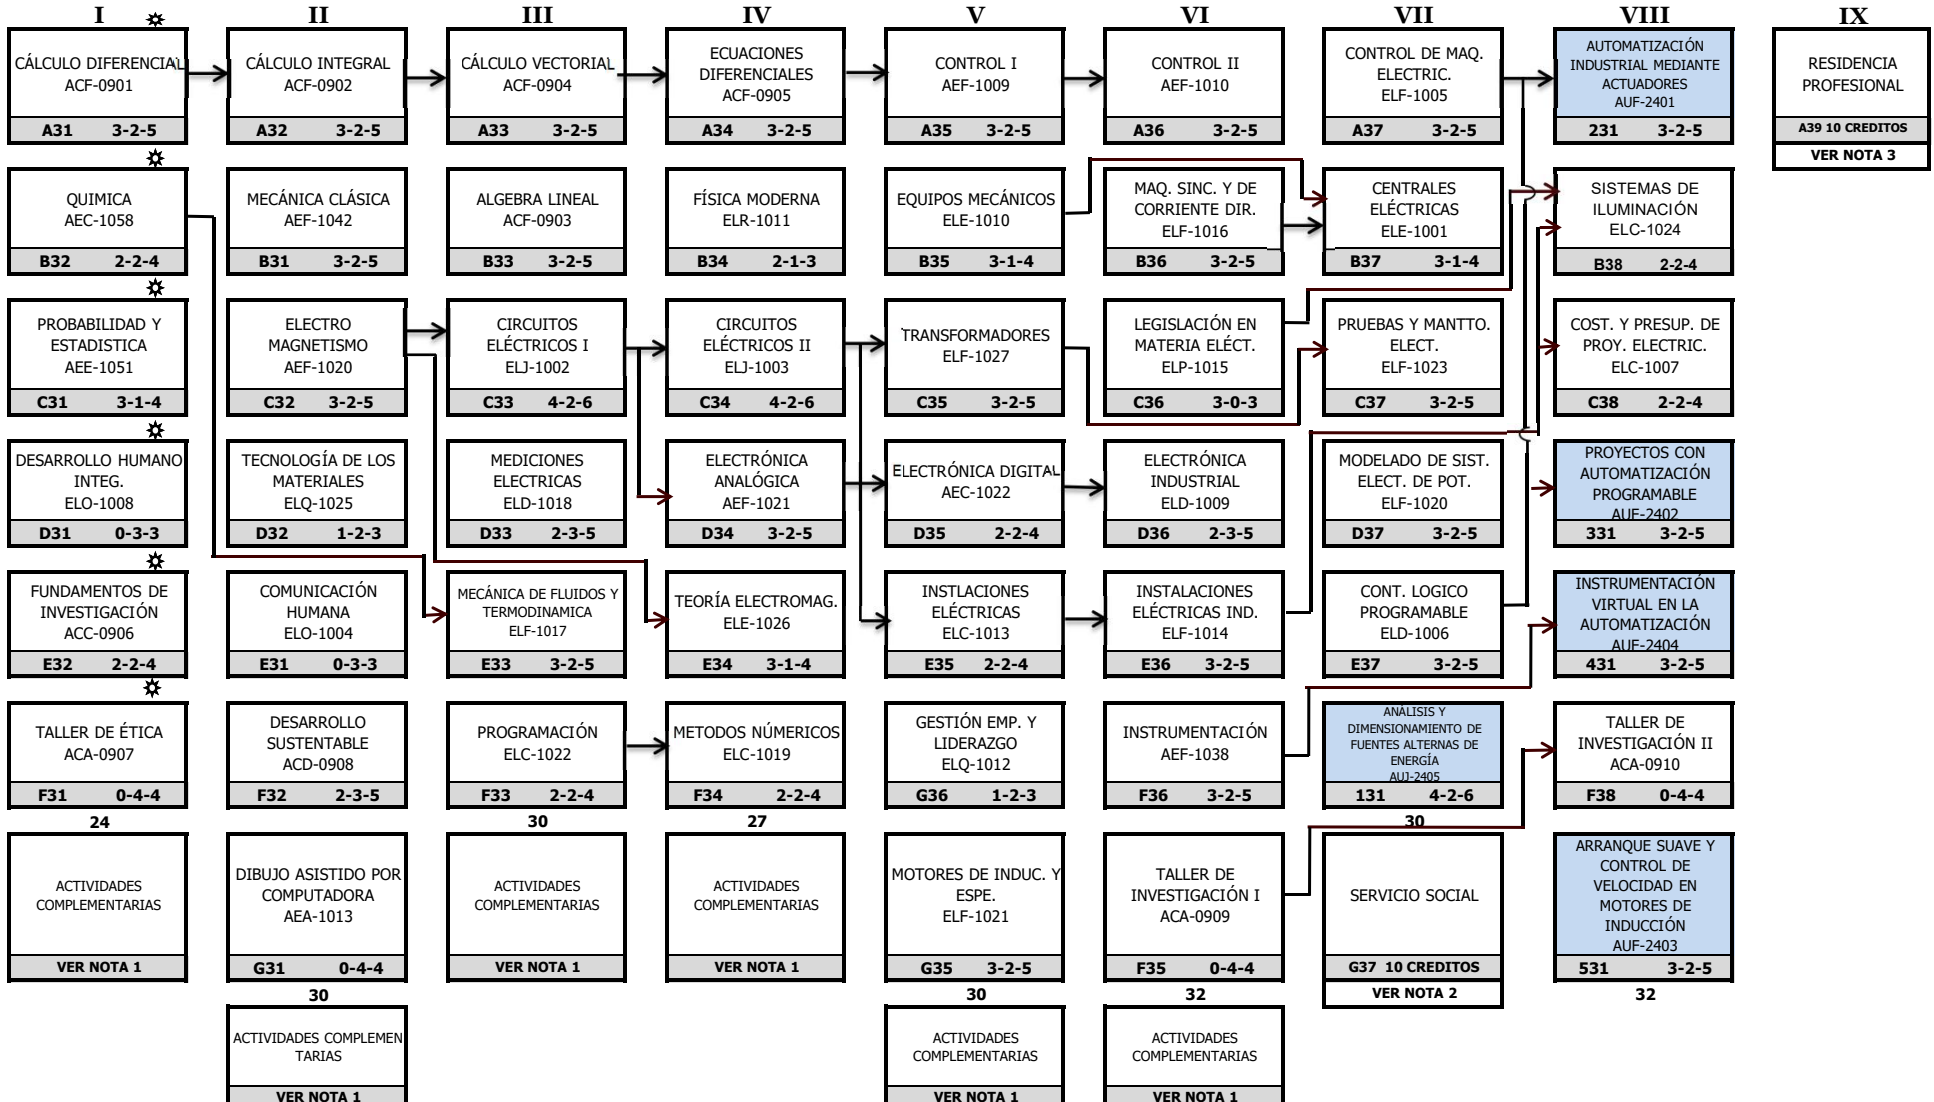 I
II
III
IV
V
VI
VII
VIII
IX
CÁLCULO DIFERENCIAL
ACF-0901
A31 3-2-5
CÁLCULO INTEGRAL
ACF-0902
A32 3-2-5
CÁLCULO VECTORIAL
ACF-0904
A33 3-2-5
ECUACIONES
DIFERENCIALES
ACF-0905
A34 3-2-5
CONTROL I
AEF-1009
A35 3-2-5
CONTROL II
AEF-1010
A36 3-2-5
CONTROL DE MAQ.
ELECTRIC.
ELF-1005
A37 3-2-5
AUTOMATIZACIÓN
INDUSTRIAL MEDIANTE
ACTUADORES
AUF-2401
231 3-2-5
RESIDENCIA
PROFESIONAL
A39 10 CREDITOS
VER NOTA 3
QUIMICA
AEC-1058
B32 2-2-4
MECÁNICA CLÁSICA
AEF-1042
B31 3-2-5
ALGEBRA LINEAL
ACF-0903
B33 3-2-5
FÍSICA MODERNA
ELR-1011
B34 2-1-3
EQUIPOS MECÁNICOS
ELE-1010
B35 3-1-4
MAQ. SINC. Y DE
CORRIENTE DIR.
ELF-1016
B36 3-2-5
CENTRALES
ELÉCTRICAS
ELE-1001
B37 3-1-4
SISTEMAS DE
ILUMINACIÓN
ELC-1024
B38 2-2-4
PROBABILIDAD Y
ESTADISTICA
AEE-1051
C31 3-1-4
ELECTRO
MAGNETISMO
AEF-1020
C32 3-2-5
CIRCUITOS
ELÉCTRICOS I
ELJ-1002
C33 4-2-6
CIRCUITOS
ELÉCTRICOS II
ELJ-1003
C34 4-2-6
TRANSFORMADORES
ELF-1027
C35 3-2-5
LEGISLACIÓN EN
MATERIA ELÉCT.
ELP-1015
C36 3-0-3
PRUEBAS Y MANTTO.
ELECT.
ELF-1023
C37 3-2-5
COST. Y PRESUP. DE
PROY. ELECTRIC.
ELC-1007
C38 2-2-4
DESARROLLO HUMANO
INTEG.
ELO-1008
D31 0-3-3
TECNOLOGÍA DE LOS
MATERIALES
ELQ-1025
D32 1-2-3
MEDICIONES
ELECTRICAS
ELD-1018
D33 2-3-5
ELECTRÓNICA
ANALÓGICA
AEF-1021
D34 3-2-5
ELECTRÓNICA DIGITAL
AEC-1022
D35 2-2-4
ELECTRÓNICA
INDUSTRIAL
ELD-1009
D36 2-3-5
MODELADO DE SIST.
ELECT. DE POT.
ELF-1020
D37 3-2-5
PROYECTOS CON
AUTOMATIZACIÓN
PROGRAMABLE
AUF-2402
331 3-2-5
FUNDAMENTOS DE
INVESTIGACIÓN
ACC-0906
E32 2-2-4
COMUNICACIÓN
HUMANA
ELO-1004
E31 0-3-3
MECÁNICA DE FLUIDOS Y
TERMODINAMICA
ELF-1017
E33 3-2-5
TEORÍA ELECTROMAG.
ELE-1026
E34 3-1-4
INSTLACIONES
ELÉCTRICAS
ELC-1013
E35 2-2-4
INSTALACIONES
ELÉCTRICAS IND.
ELF-1014
E36 3-2-5
CONT. LOGICO
PROGRAMABLE
ELD-1006
E37 3-2-5
INSTRUMENTACIÓN
VIRTUAL EN LA
AUTOMATIZACIÓN
AUF-2404
431 3-2-5
TALLER DE ÉTICA
ACA-0907
F31 0-4-4
24
DESARROLLO
SUSTENTABLE
ACD-0908
F32 2-3-5
PROGRAMACIÓN
ELC-1022
F33 2-2-4
30
METODOS NÚMERICOS
ELC-1019
F34 2-2-4
27
GESTIÓN EMP. Y
LIDERAZGO
ELQ-1012
G36 1-2-3
INSTRUMENTACIÓN
AEF-1038
F36 3-2-5
ANÁLISIS Y
DIMENSIONAMIENTO DE
FUENTES ALTERNAS DE
ENERGÍA
AUJ-2405
131 4-2-6
30
TALLER DE
INVESTIGACIÓN II
ACA-0910
F38 0-4-4
ACTIVIDADES
COMPLEMENTARIAS
VER NOTA 1
DIBUJO ASISTIDO POR
COMPUTADORA
AEA-1013
G31 0-4-4
30
ACTIVIDADES
COMPLEMENTARIAS
VER NOTA 1
ACTIVIDADES
COMPLEMENTARIAS
VER NOTA 1
MOTORES DE INDUC. Y
ESPE.
ELF-1021
G35 3-2-5
30
TALLER DE
INVESTIGACIÓN I
ACA-0909
F35 0-4-4
32
SERVICIO SOCIAL
G37 10 CREDITOS
VER NOTA 2
ARRANQUE SUAVE Y
CONTROL DE
VELOCIDAD EN
MOTORES DE
INDUCCIÓN
AUF-2403
531 3-2-5
32
ACTIVIDADES COMPLEMEN
TARIAS
VER NOTA 1
ACTIVIDADES
COMPLEMENTARIAS
VER NOTA 1
ACTIVIDADES
COMPLEMENTARIAS
VER NOTA 1